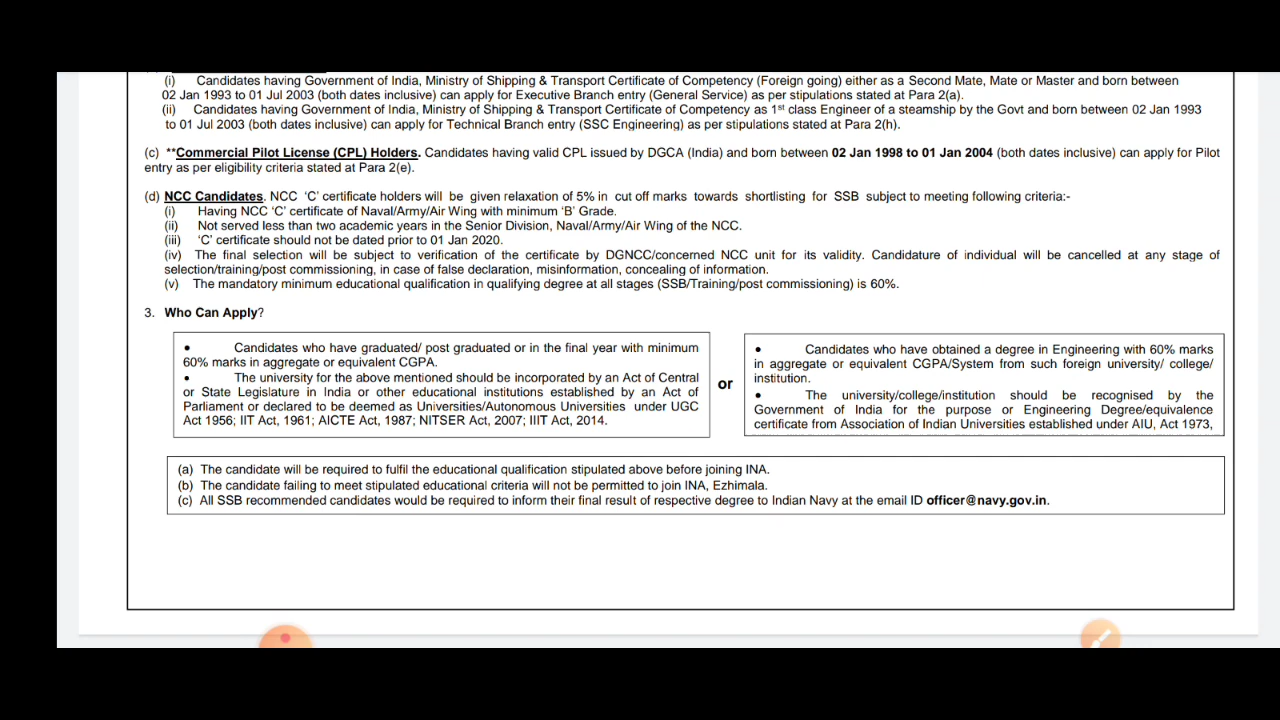 (i) Candidates having Government of India, Ministry of Shipping & Transport Certificate of Competency (Foreign going) either as a Second Mate, Mate or Master and born between
02 Jan 1993 to 01 Jul 2003 (both dates inclusive) can apply for Executive Branch entry (General Service) as per stipulations stated at Para 2(a).
(ii) Candidates having Government of India, Ministry of Shipping & Transport Certificate of Competency as 1st class Engineer of a steamship by the Govt and born between 02 Jan 1993
to 01 Jul 2003 (both dates inclusive) can apply for Technical Branch entry (SSC Engineering) as per stipulations stated at Para 2(h).
(c) **Commercial Pilot License (CPL) Holders. Candidates having valid CPL issued by DGCA (India) and born between 02 Jan 1998 to 01 Jan 2004 (both dates inclusive) can apply for Pilot
entry as per eligibility criteria stated at Para 2(e).
(d) NCC Candidates. NCC 'C' certificate holders will be given relaxation of 5% in cut off marks towards shortlisting for SSB subject to meeting following criteria:-
(i) Having NCC 'C' certificate of Naval/Army/Air Wing with minimum 'B' Grade.
(ii) Not served less than two academic years in the Senior Division, Naval/Army/Air Wing of the NCC.
(iii) 'C' certificate should not be dated prior to 01 Jan 2020.
(iv) The final selection will be subject to verification of the certificate by DGNCC/concerned NCC unit for its validity. Candidature of individual will be cancelled at any stage of
selection/training/post commissioning, in case of false declaration, misinformation, concealing of information.
(v) The mandatory minimum educational qualification in qualifying degree at all stages (SSB/Training/post commissioning) is 60%.
3. Who Can Apply?
• Candidates who have graduated/ post graduated or in the final year with minimum
60% marks in aggregate or equivalent CGPA.
• The university for the above mentioned should be incorporated by an Act of Central
or State Legislature in India or other educational institutions established by an Act of
Parliament or declared to be deemed as Universities/Autonomous Universities under UGC
Act 1956; IIT Act, 1961; AICTE Act, 1987; NITSER Act, 2007; IIIT Act, 2014.
or
• Candidates who have obtained a degree in Engineering with 60% marks
in aggregate or equivalent CGPA/System from such foreign university/ college/
institution.
• The university/college/institution should be recognised by the
Government of India for the purpose or Engineering Degree/equivalence
certificate from Association of Indian Universities established under AIU, Act 1973,
(a) The candidate will be required to fulfil the educational qualification stipulated above before joining INA.
(b) The candidate failing to meet stipulated educational criteria will not be permitted to join INA, Ezhimala.
(c) All SSB recommended candidates would be required to inform their final result of respective degree to Indian Navy at the email ID officer@navy.gov.in.